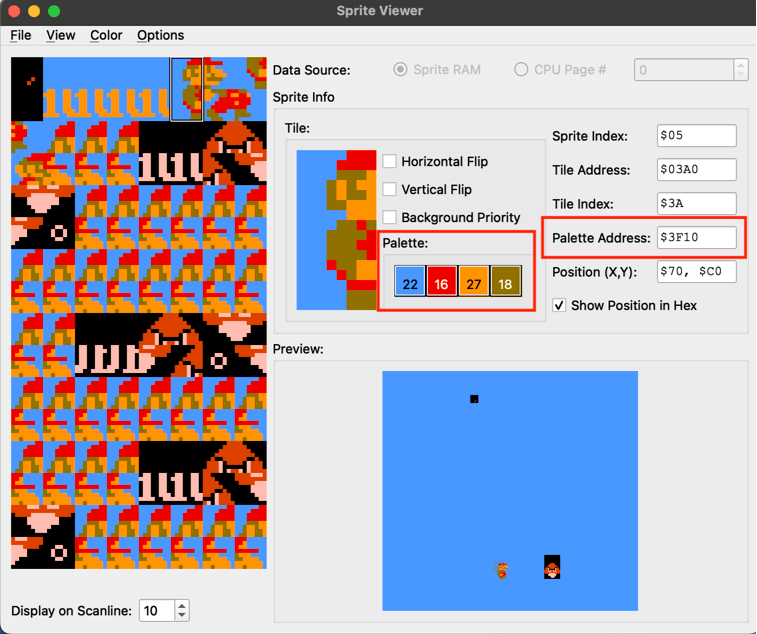 Sprite Viewer
File View Color Options
Data Source: Sprite RAM CPU Page # 0
Sprite Info
Tile:
Horizontal Flip
Vertical Flip
Background Priority
Palette:
22 16 27 18
Sprite Index: $05
Tile Address: $03A0
Tile Index: $3A
Palette Address: $3F10
Position (X,Y): $70, $C0
Show Position in Hex
Preview:
Display on Scanline: 10